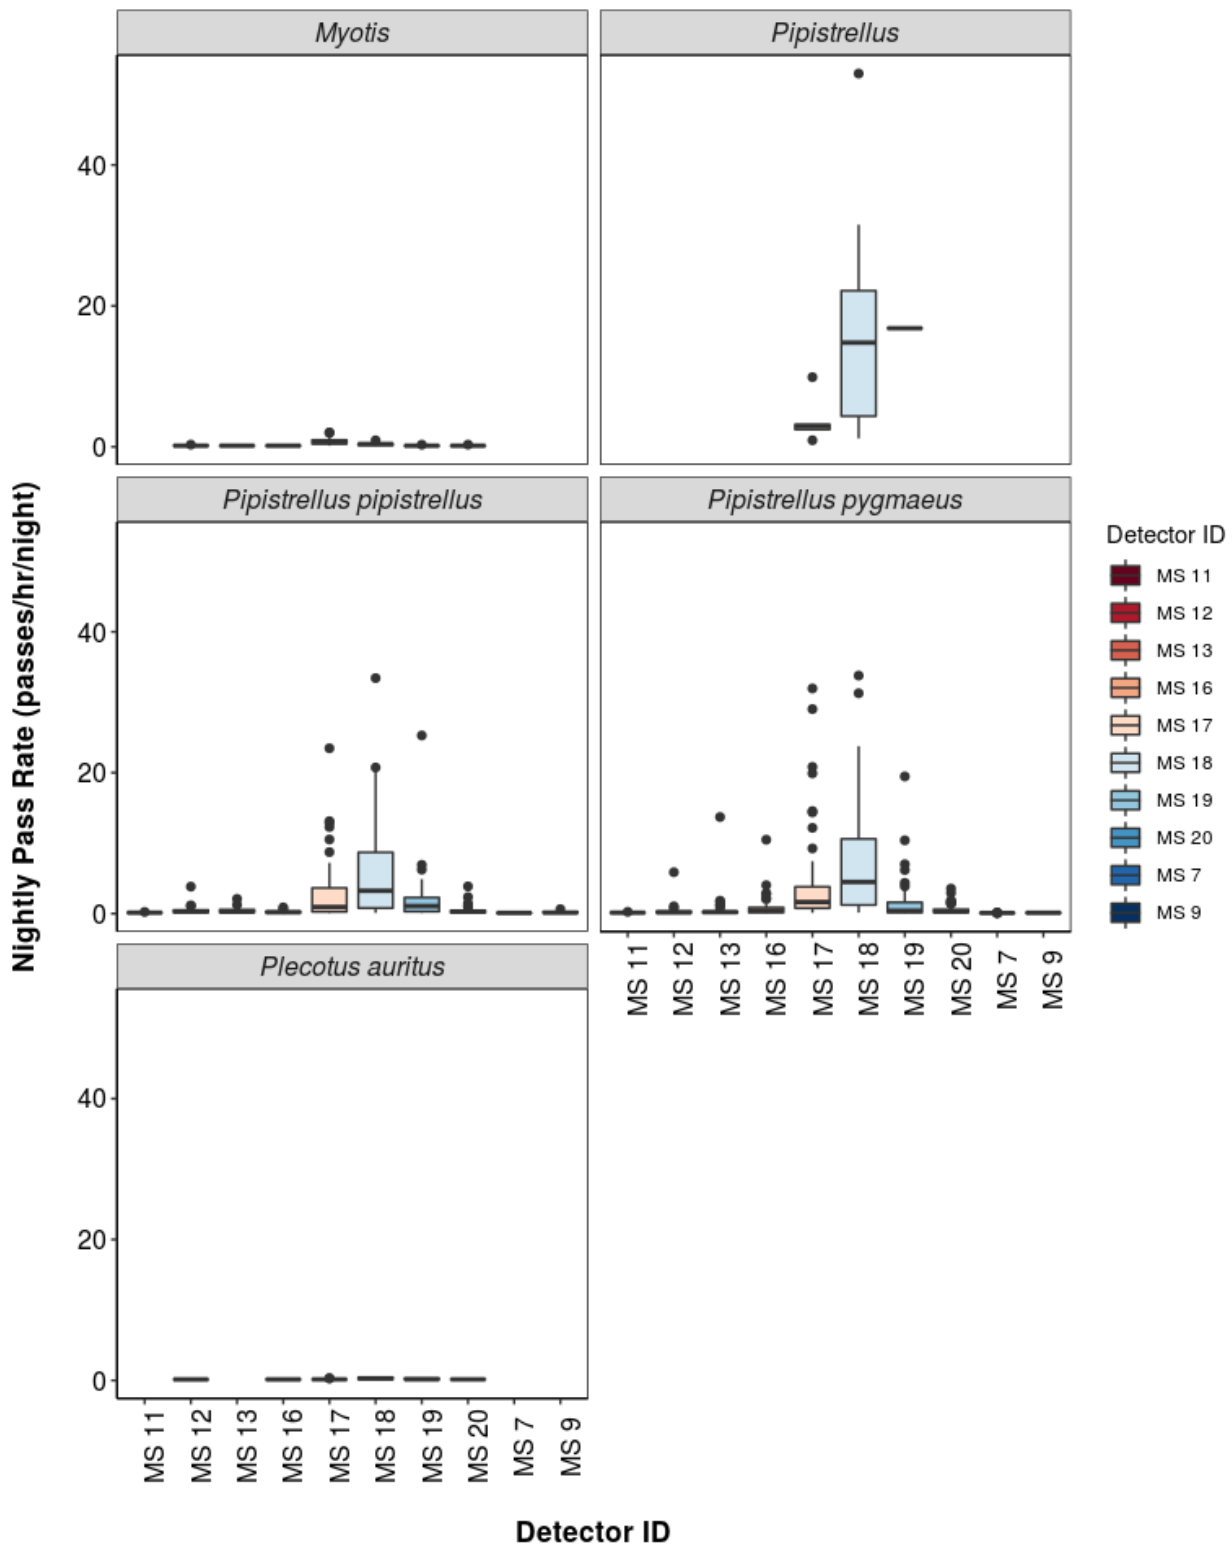 Myotis
Pipistrellus
40
20
0
Pipistrellus pipistrellus
Pipistrellus pygmaeus
40
20
0
MS 11
MS 12
MS 13
MS 16
MS 17
MS 18
MS 19
MS 20
MS 7
MS 9
Plecotus auritus
40
20
0
MS 11
MS 12
MS 13
MS 16
MS 17
MS 18
MS 19
MS 20
MS 7
MS 9
Detector ID
Nightly Pass Rate (passes/hr/night)
Detector ID
MS 11
MS 12
MS 13
MS 16
MS 17
MS 18
MS 19
MS 20
MS 7
MS 9